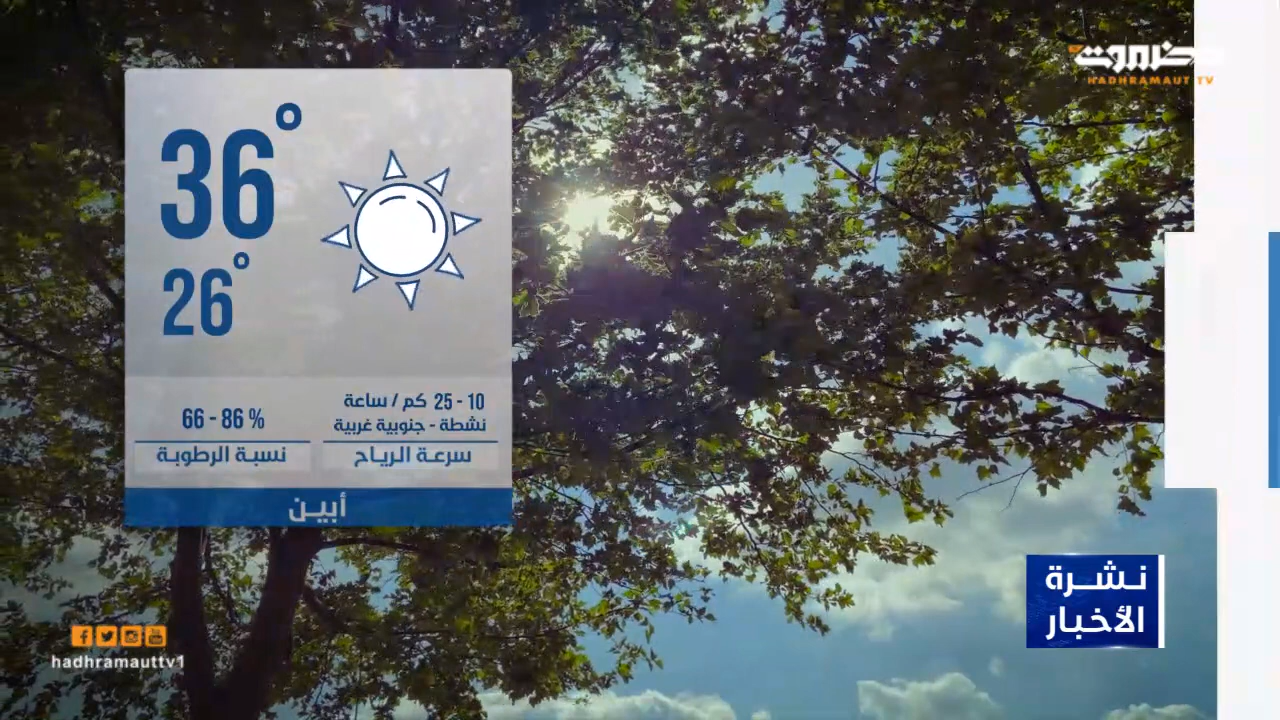 حضرموت
HADHRAMAUT TV
36°
26°
10 - 25 كم / ساعة
نشطة - جنوبية غربية
سرعة الرياح
66 - 86 %
نسبة الرطوبة
أبين
نشرة
الأخبار
hadhramauttv1